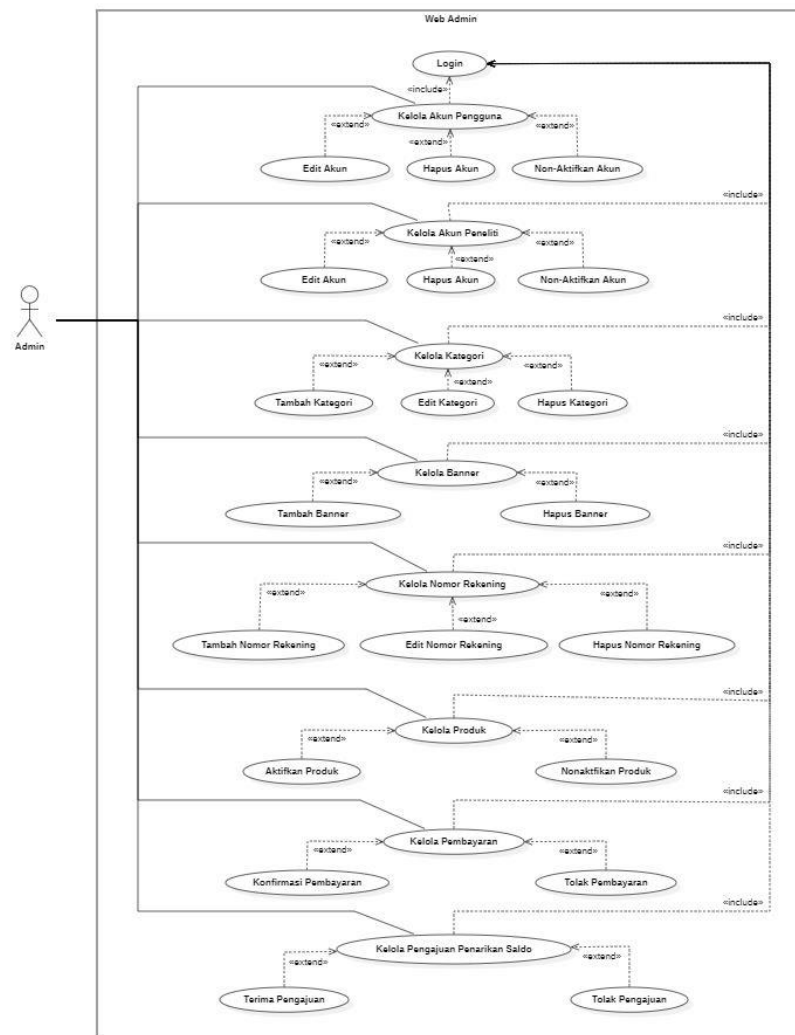 Web Admin
Login
«include»
Kelola Akun Pengguna
«extend»
«extend»
«extend»
Edit Akun
Hapus Akun
Non-Aktifkan Akun
«include»
Kelola Akun Peneliti
«extend»
«extend»
«extend»
Edit Akun
Hapus Akun
Non-Aktifkan Akun
Admin
«include»
Kelola Kategori
«extend»
«extend»
«extend»
Tambah Kategori
Edit Kategori
Hapus Kategori
«include»
Kelola Banner
«extend»
«extend»
Tambah Banner
Hapus Banner
«include»
Kelola Nomor Rekening
«extend»
«extend»
«extend»
Tambah Nomor Rekening
Edit Nomor Rekening
Hapus Nomor Rekening
«include»
Kelola Produk
«extend»
«extend»
Aktifkan Produk
Nonaktfikan Produk
«include»
Kelola Pembayaran
«extend»
«extend»
Konfirmasi Pembayaran
Tolak Pembayaran
«include»
Kelola Pengajuan Penarikan Saldo
«extend»
«extend»
Terima Pengajuan
Tolak Pengajuan